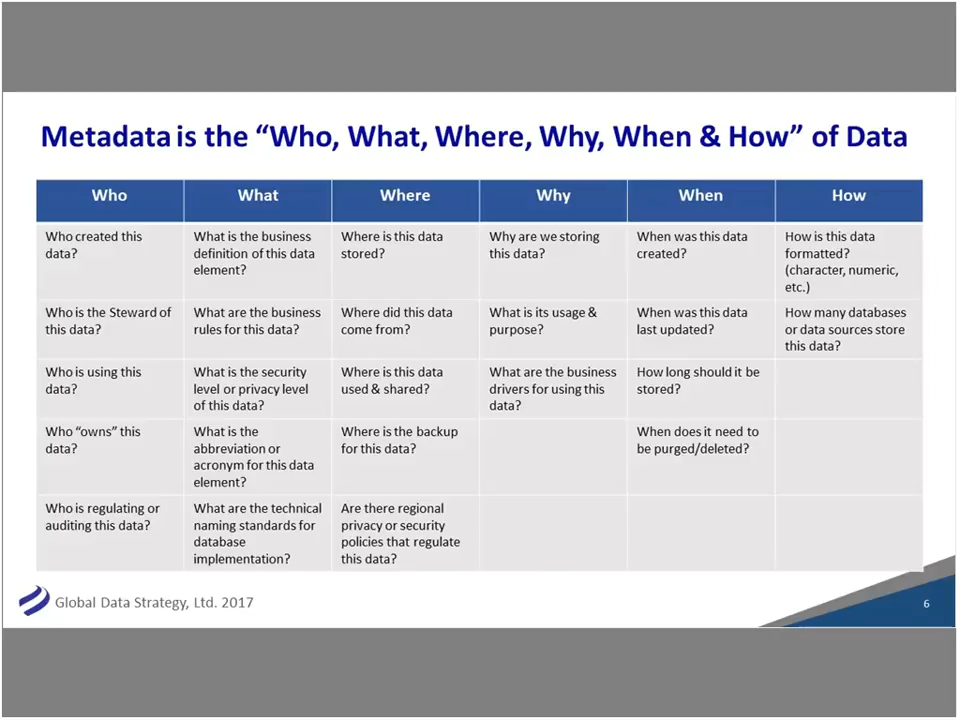 Metadata is the “Who, What, Where, Why, When & How” of Data
Who What Where Why When How
Who created this
data?
What is the business
definition of this data
element?
Where is this data
stored?
Why are we storing
this data?
When was this data
created?
How is this data
formatted?
(character, numeric,
etc.)
Who is the Steward of
this data?
What are the business
rules for this data?
Where did this data
come from?
What is its usage &
purpose?
When was this data
last updated?
How many databases
or data sources store
this data?
Who is using this
data?
What is the security
level or privacy level
of this data?
Where is this data
used & shared?
What are the business
drivers for using this
data?
How long should it be
stored?
Who “owns” this
data?
What is the
abbreviation or
acronym for this data
element?
Where is the backup
for this data?
When does it need to
be purged/deleted?
Who is regulating or
auditing this data?
What are the technical
naming standards for
database
implementation?
Are there regional
privacy or security
policies that regulate
this data?
Global Data Strategy, Ltd. 2017
6